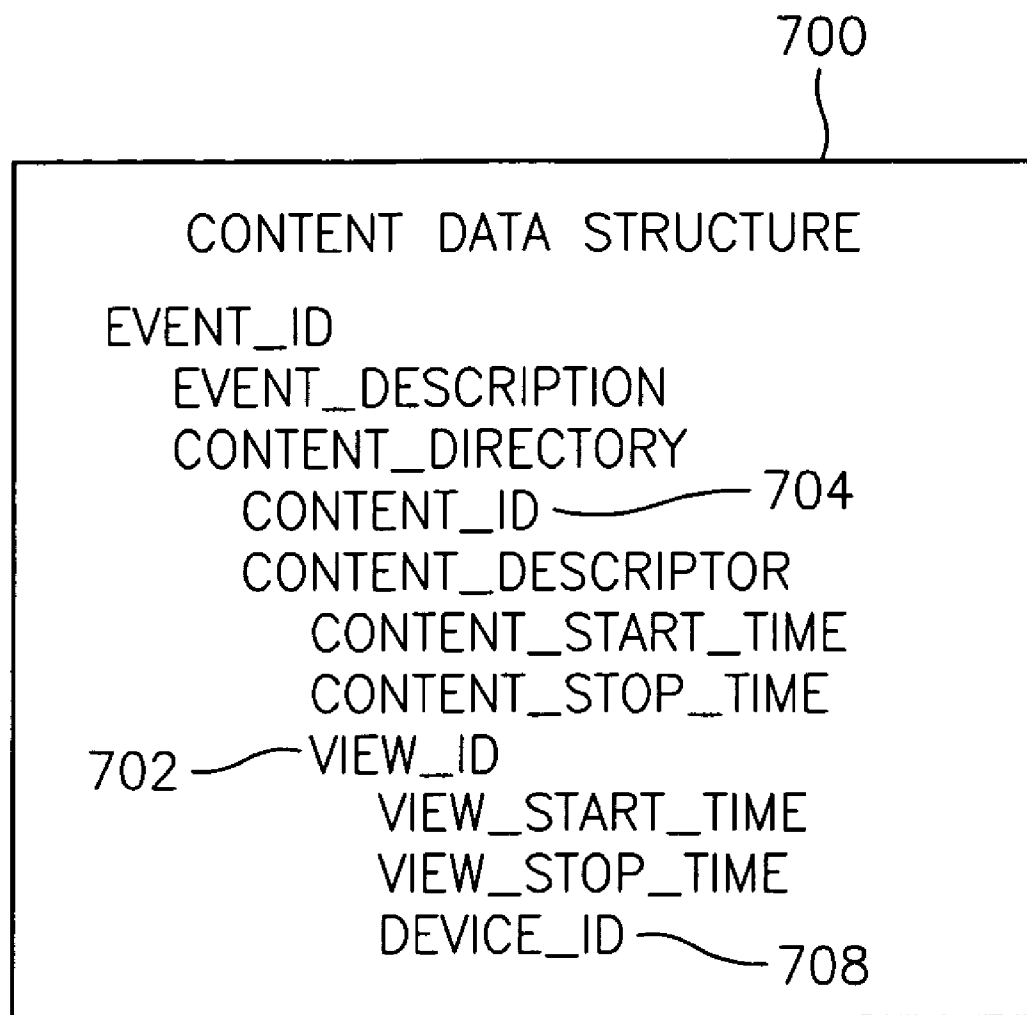 700
CONTENT DATA STRUCTURE
EVENT_ID
EVENT_DESCRIPTION
CONTENT_DIRECTORY
CONTENT_ID 704
CONTENT_DESCRIPTOR
CONTENT_START_TIME
CONTENT_STOP_TIME
702 VIEW_ID
VIEW_START_TIME
VIEW_STOP_TIME
DEVICE_ID 708